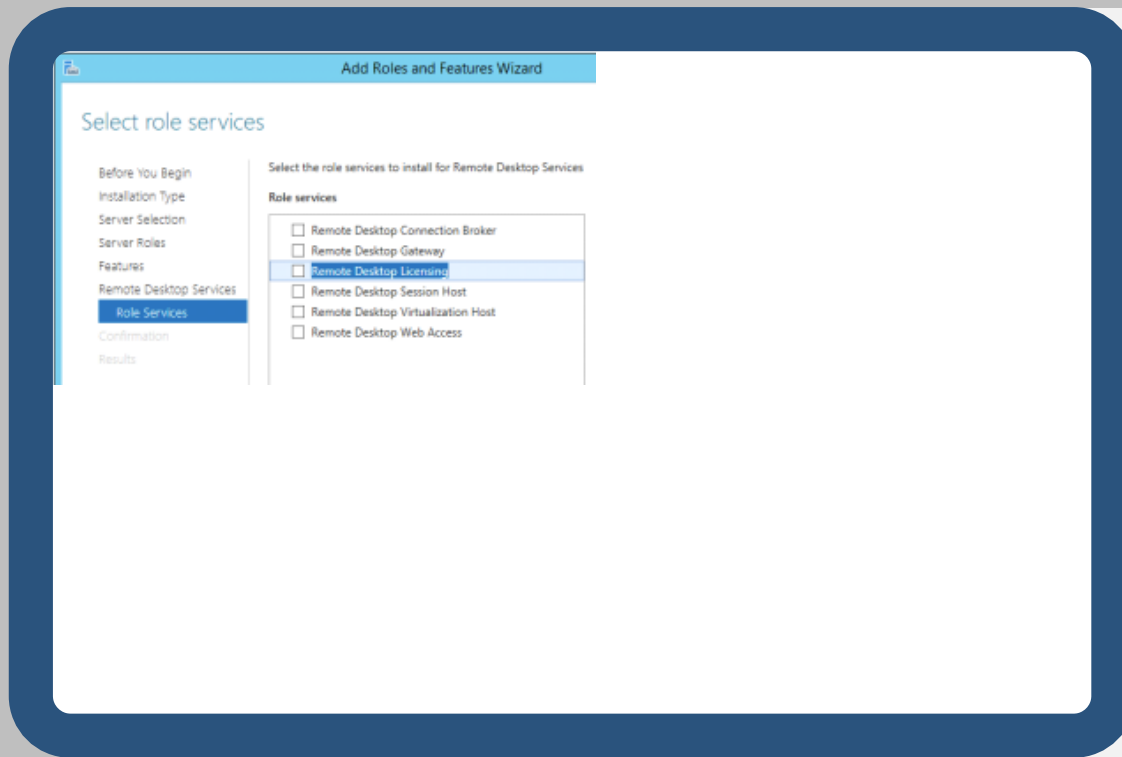 Add Roles and Features Wizard
Select role services
Before You Begin
Installation Type
Server Selection
Server Roles
Features
Remote Desktop Services
Role Services
Confirmation
Results
Select the role services to install for Remote Desktop Services
Role services
Remote Desktop Connection Broker
Remote Desktop Gateway
Remote Desktop Licensing
Remote Desktop Session Host
Remote Desktop Virtualization Host
Remote Desktop Web Access